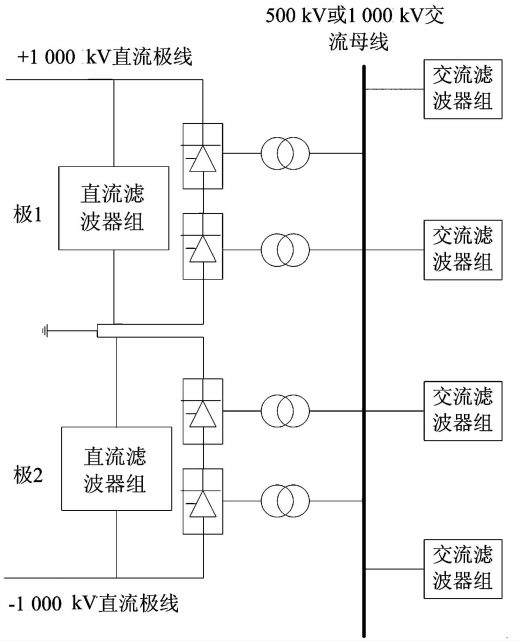 500 kV或1 000 kV交
流母线
+1 000 kV直流极线
交流滤
波器组
直流滤
波器组
极1
交流滤
波器组
交流滤
波器组
直流滤
波器组
极2
交流滤
波器组
-1 000 kV直流极线